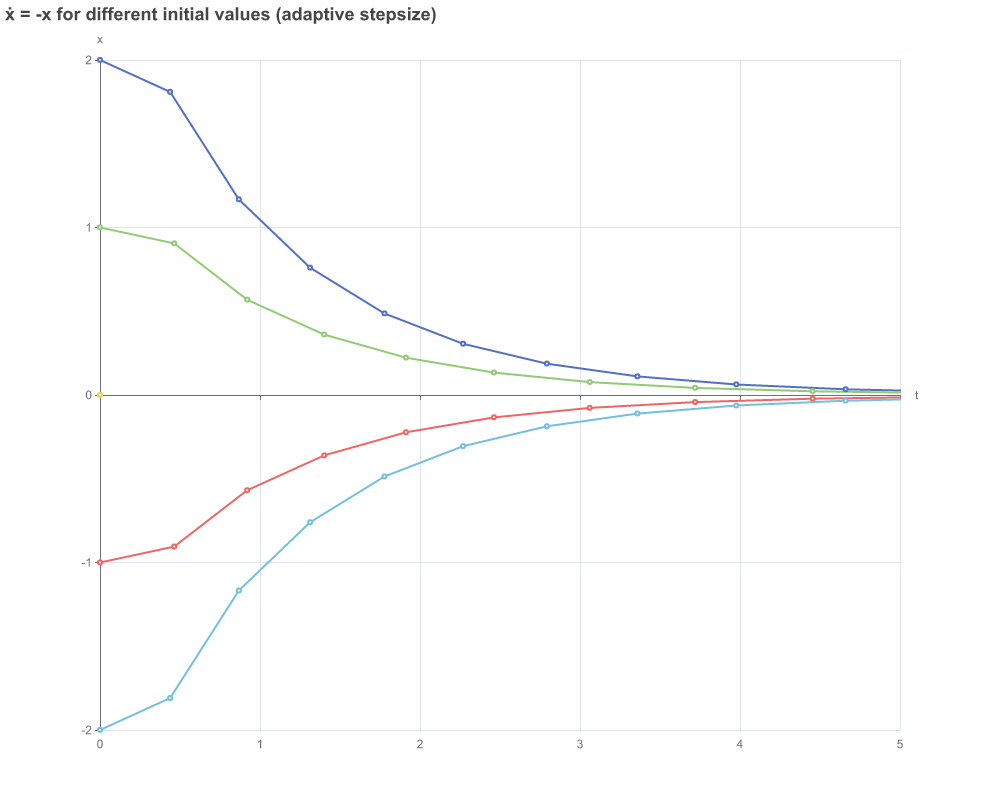 ẋ = -x for different initial values (adaptive stepsize)
x
2
1
0
t
-1
-2
0 1 2 3 4 5